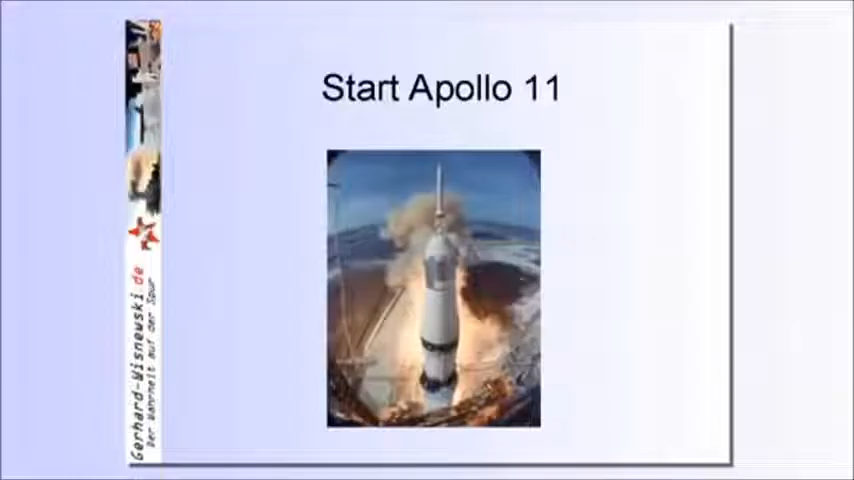 Start Apollo 11
Gerhard-Wisnewski.de
Der Wahrheit auf der Spur